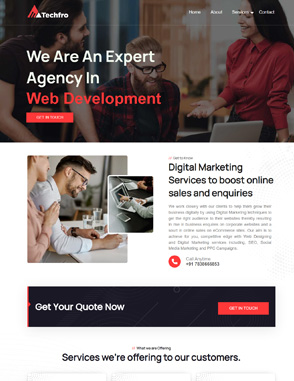 Techfro
Home About Services Contact
We Are An Expert
Agency In
Web Development
GET IN TOUCH
Digital Marketing
Services to boost online
sales and enquiries
We work closely with our clients to help them grow their
business digitally by using Digital Marketing techniques to
get the right audience to their websites thereby resulting
in rise in business enquiries on corporate websites and a
boost in online sales on eCommerce sites. Our aim is to
achieve for you, competitive edge with Web Designing
and Digital Marketing services including, SEO, Social
Media Marketing and PPC Campaigns.
Call Anytime
Get Your Quote Now
GET IN TOUCH
// What we are Offering
Services we're offering to our customers.